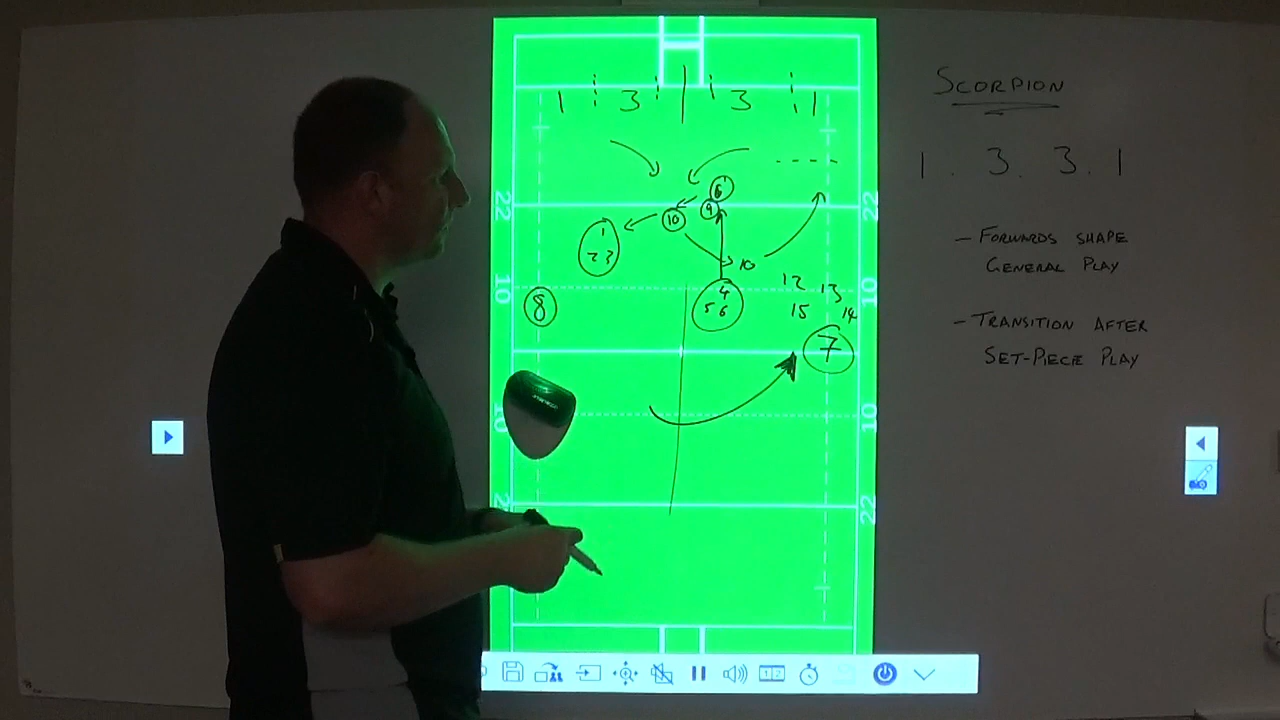 SCORPION
1. 3. 3. 1
- FORWARDS SHAPE
GENERAL PLAY
- TRANSITION AFTER
SET-PIECE PLAY
1 3 3 1
6
22 10 9 22
1
2 3
10
10 4 12 13 10
8 5 6 15 14
7
10 10
22